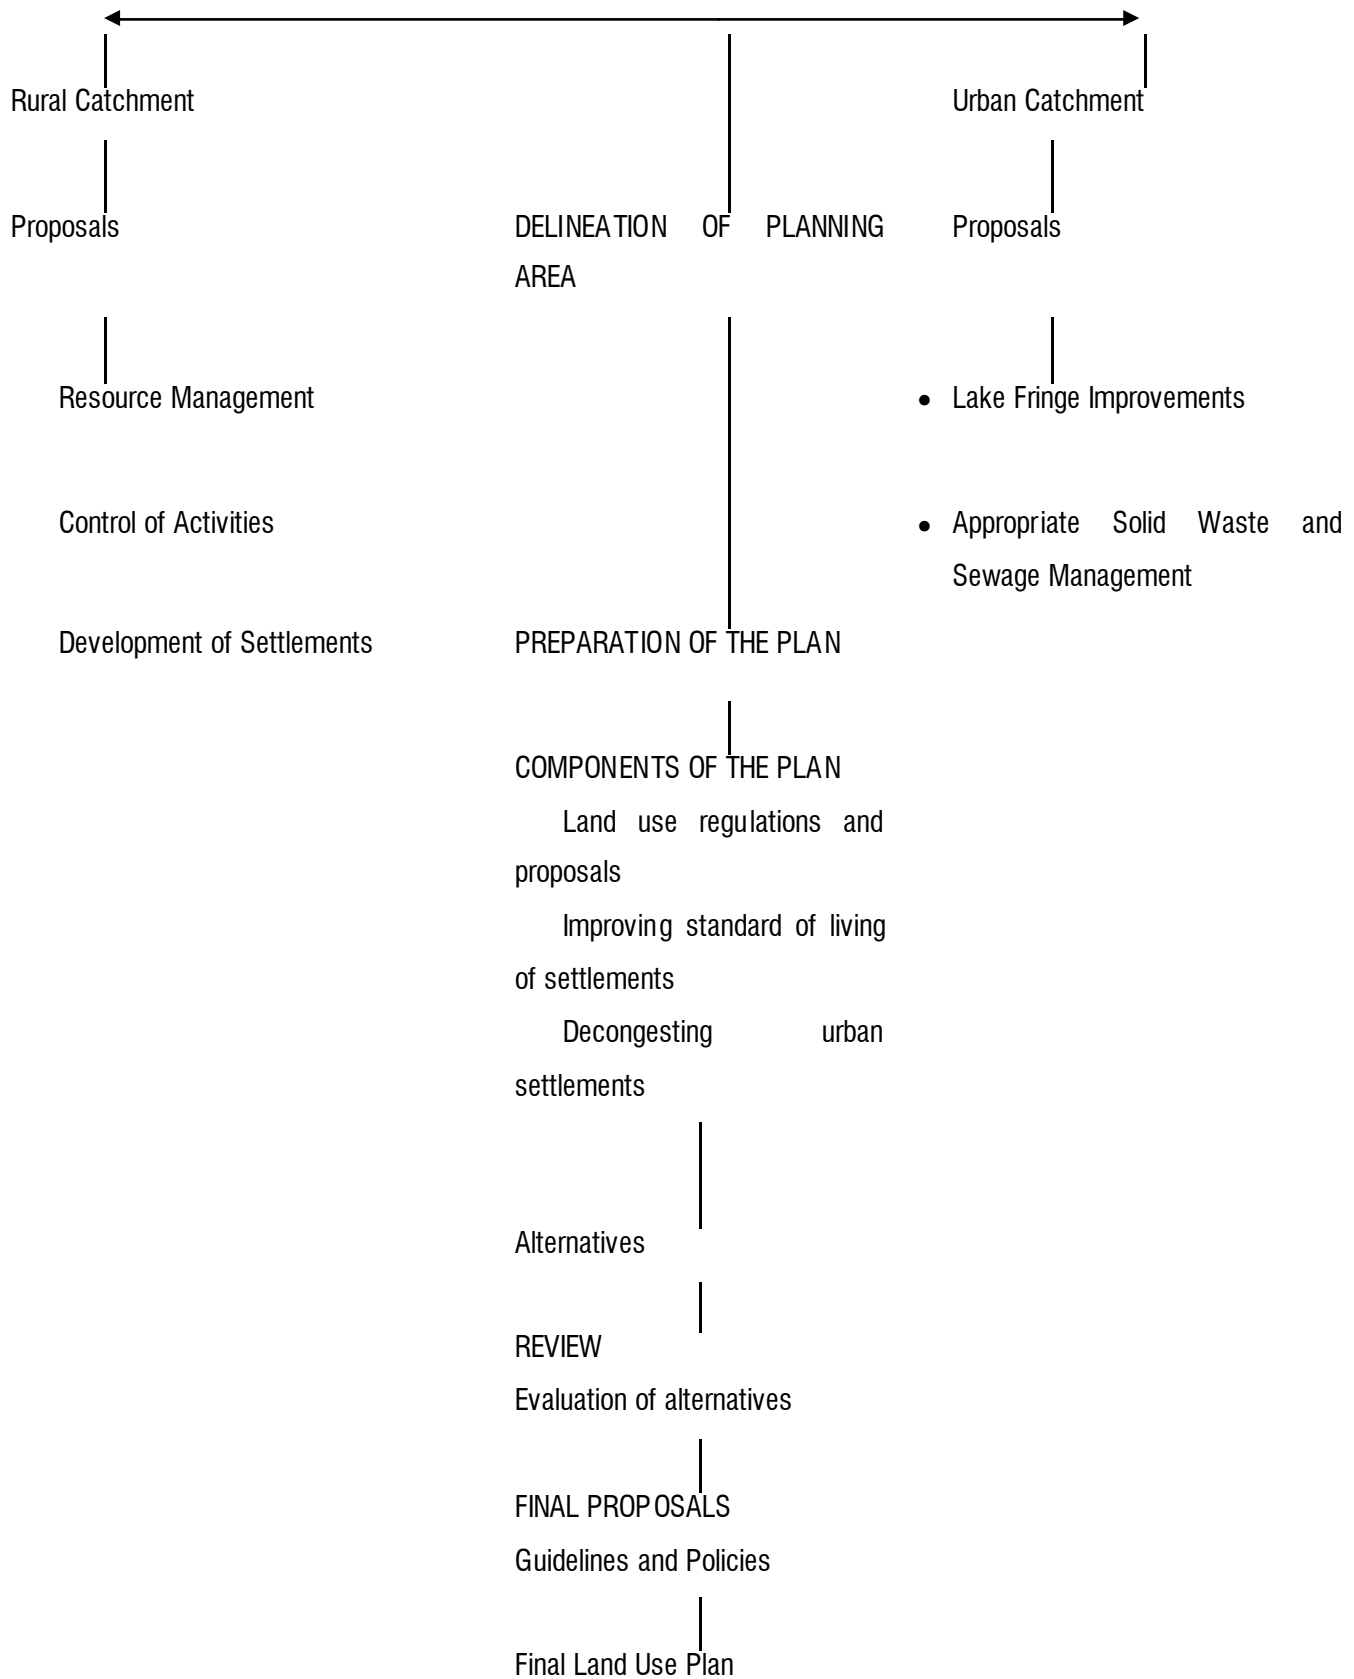 Rural Catchment
Urban Catchment
Proposals
DELINEATION OF PLANNING
AREA
Proposals
Resource Management
• Lake Fringe Improvements
Control of Activities
• Appropriate Solid Waste and
Sewage Management
Development of Settlements
PREPARATION OF THE PLAN
COMPONENTS OF THE PLAN
Land use regulations and
proposals
Improving standard of living
of settlements
Decongesting urban
settlements
Alternatives
REVIEW
Evaluation of alternatives
FINAL PROPOSALS
Guidelines and Policies
Final Land Use Plan